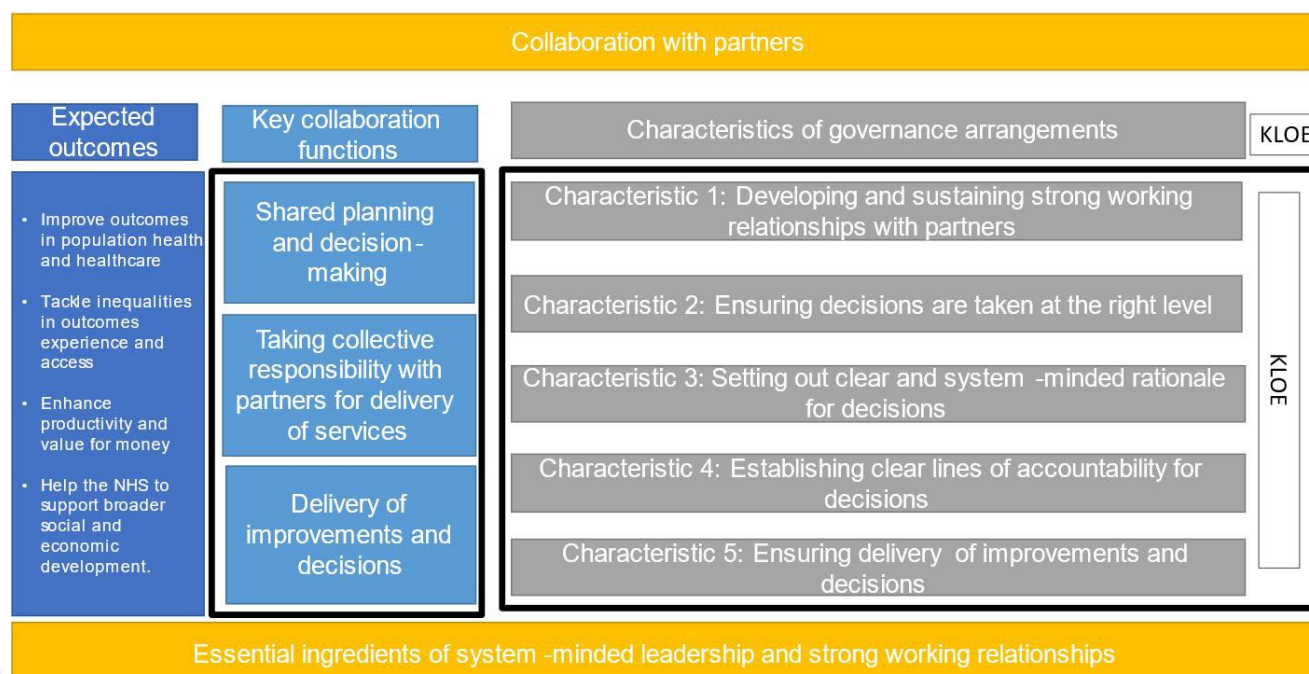 Collaboration with partners
Expected
outcomes
Key collaboration
functions
Characteristics of governance arrangements
KLOE
• Improve outcomes
in population health
and healthcare
• Tackle inequalities
in outcomes
experience and
access
• Enhance
productivity and
value for money
• Help the NHS to
support broader
social and
economic
development.
Shared planning
and decision-
making
Taking collective
responsibility with
partners for delivery
of services
Delivery of
improvements and
decisions
Characteristic 1: Developing and sustaining strong working
relationships with partners
Characteristic 2: Ensuring decisions are taken at the right level
Characteristic 3: Setting out clear and system -minded rationale
for decisions
Characteristic 4: Establishing clear lines of accountability for
decisions
Characteristic 5: Ensuring delivery of improvements and
decisions
KLOE
Essential ingredients of system -minded leadership and strong working relationships